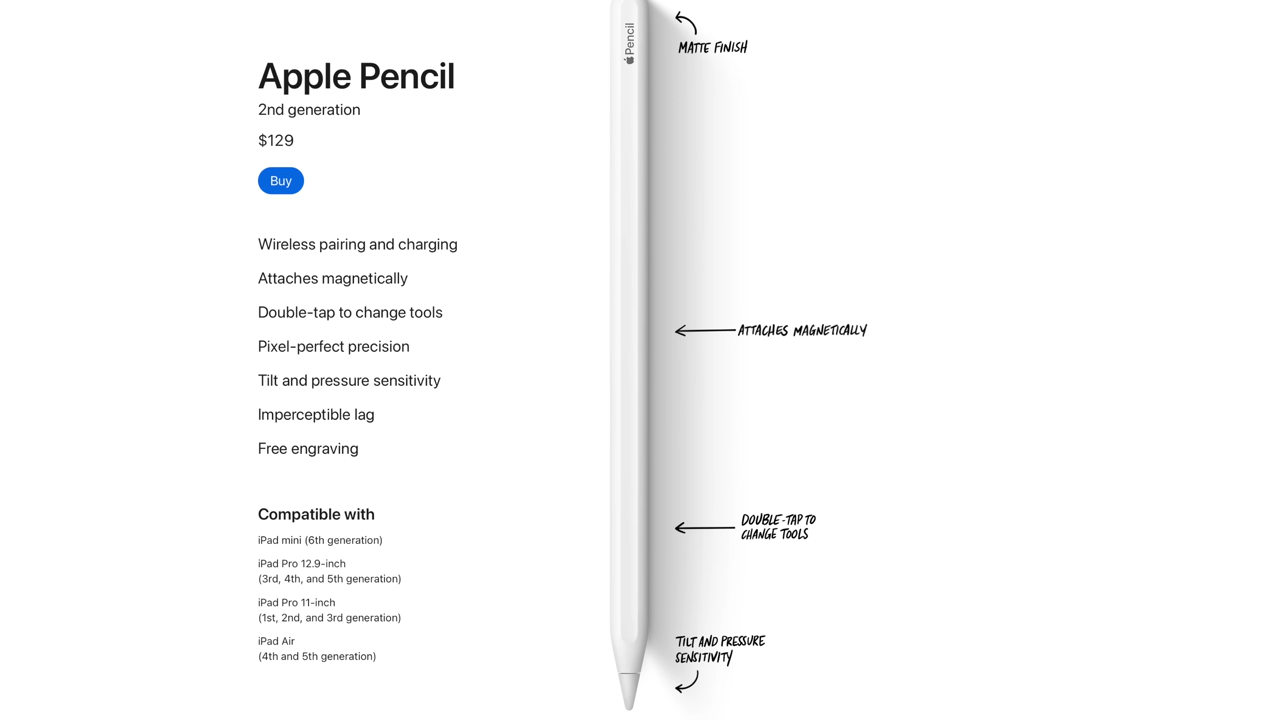 Apple Pencil
2nd generation
$129
Buy
Wireless pairing and charging
Attaches magnetically
Double-tap to change tools
Pixel-perfect precision
Tilt and pressure sensitivity
Imperceptible lag
Free engraving
Compatible with
iPad mini (6th generation)
iPad Pro 12.9-inch
(3rd, 4th, and 5th generation)
iPad Pro 11-inch
(1st, 2nd, and 3rd generation)
iPad Air
(4th and 5th generation)
Pencil
MATTE FINISH
ATTACHES MAGNETICALLY
DOUBLE-TAP TO
CHANGE TOOLS
TILT AND PRESSURE
SENSITIVITY